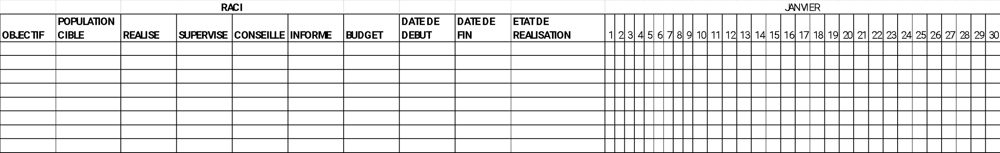 RACI JANVIER
OBJECTIF POPULATION CIBLE REALISE SUPERVISE CONSEILLE INFORME BUDGET DATE DE DEBUT DATE DE FIN ETAT DE REALISATION 1 2 3 4 5 6 7 8 9 10 11 12 13 14 15 16 17 18 19 20 21 22 23 24 25 26 27 28 29 30